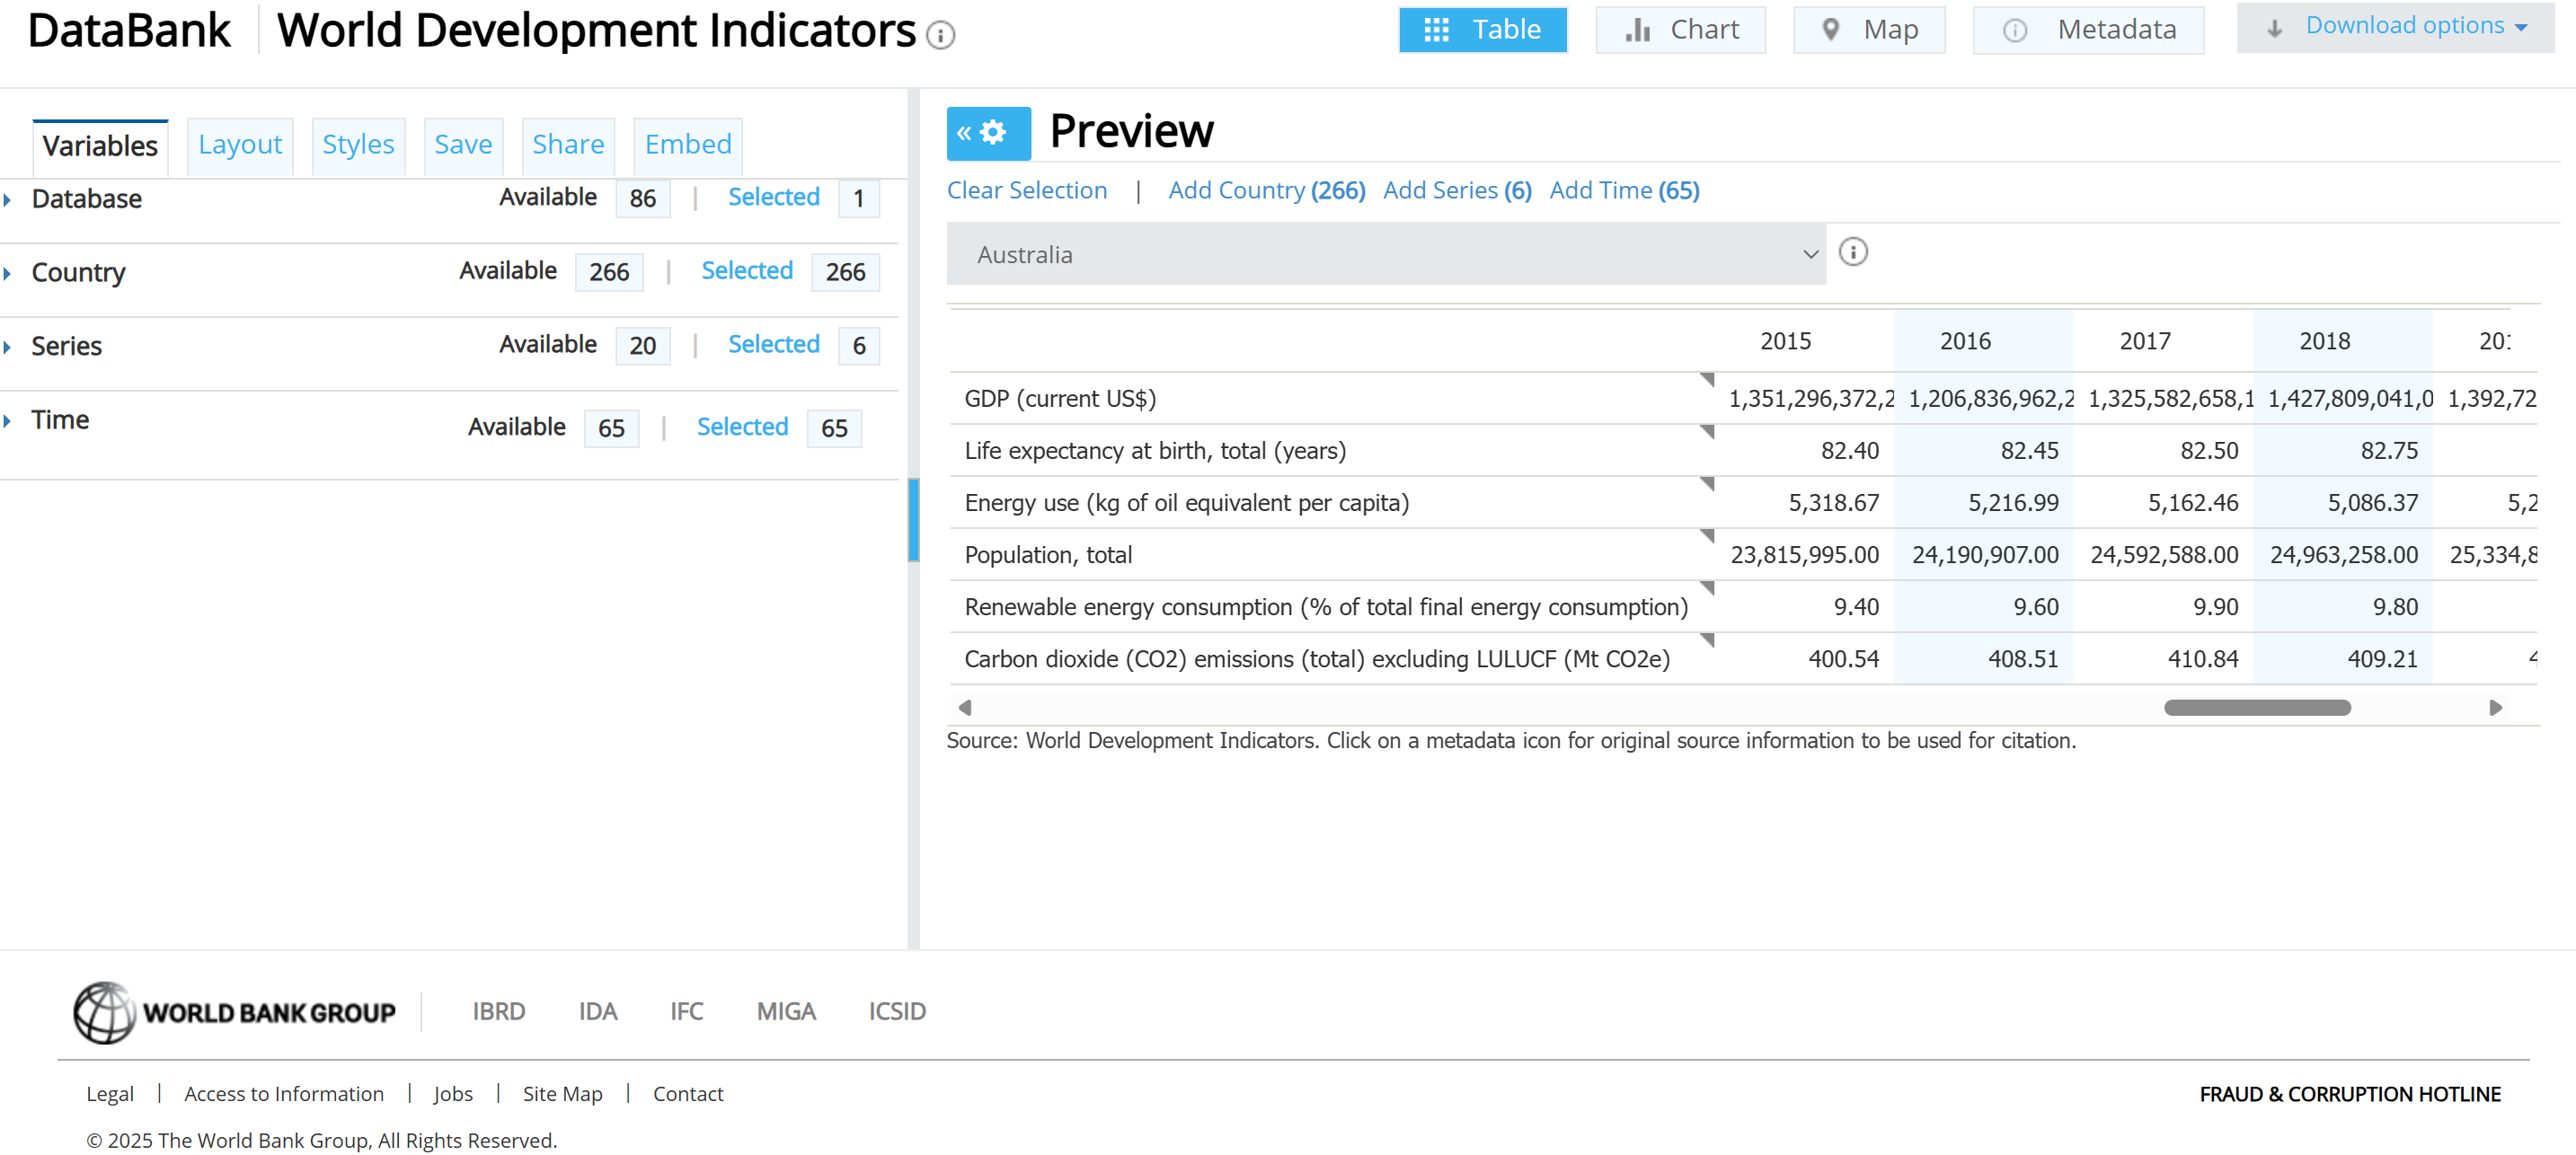 DataBank | World Development Indicators
Table Chart Map Metadata Download options
Variables Layout Styles Save Share Embed
Database Available 86 | Selected 1
Country Available 266 | Selected 266
Series Available 20 | Selected 6
Time Available 65 | Selected 65
« Preview
Clear Selection | Add Country (266) Add Series (6) Add Time (65)
Australia
2015 2016 2017 2018 201
GDP (current US$) 1,351,296,372,2 1,206,836,962,2 1,325,582,658,1 1,427,809,041,0 1,392,72
Life expectancy at birth, total (years) 82.40 82.45 82.50 82.75
Energy use (kg of oil equivalent per capita) 5,318.67 5,216.99 5,162.46 5,086.37 5,2
Population, total 23,815,995.00 24,190,907.00 24,592,588.00 24,963,258.00 25,334,8
Renewable energy consumption (% of total final energy consumption) 9.40 9.60 9.90 9.80
Carbon dioxide (CO2) emissions (total) excluding LULUCF (Mt CO2e) 400.54 408.51 410.84 409.21 4
Source: World Development Indicators. Click on a metadata icon for original source information to be used for citation.
WORLD BANK GROUP | IBRD IDA IFC MIGA ICSID
Legal | Access to Information | Jobs | Site Map | Contact
FRAUD & CORRUPTION HOTLINE
© 2025 The World Bank Group, All Rights Reserved.